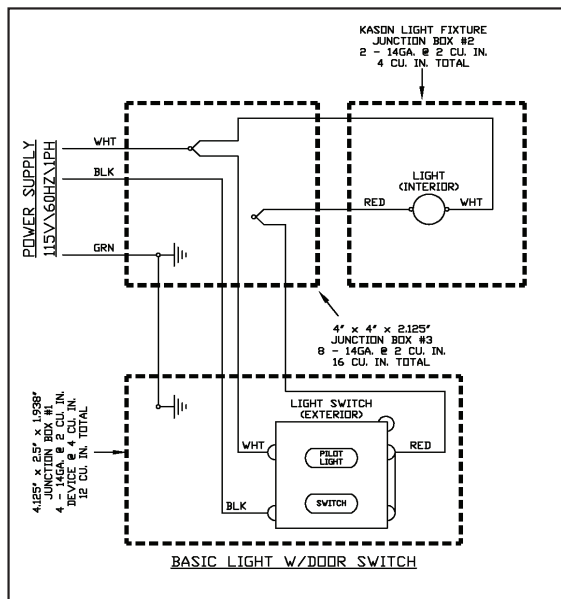 KASON LIGHT FIXTURE
JUNCTION BOX #2
2 - 14GA. @ 2 CU. IN.
4 CU. IN. TOTAL
POWER SUPPLY
115V\60HZ\1PH
WHT
BLK
GRN
LIGHT
(INTERIOR)
RED
WHT
4" x 4" x 2.125"
JUNCTION BOX #3
8 - 14GA. @ 2 CU. IN.
16 CU. IN. TOTAL
4.125" x 2.5" x 1.938"
JUNCTION BOX #1
4 - 14GA. @ 2 CU. IN.
DEVICE @ 4 CU. IN.
12 CU. IN. TOTAL
LIGHT SWITCH
(EXTERIOR)
WHT
RED
PILOT
LIGHT
BLK
SWITCH
BASIC LIGHT W/DOOR SWITCH